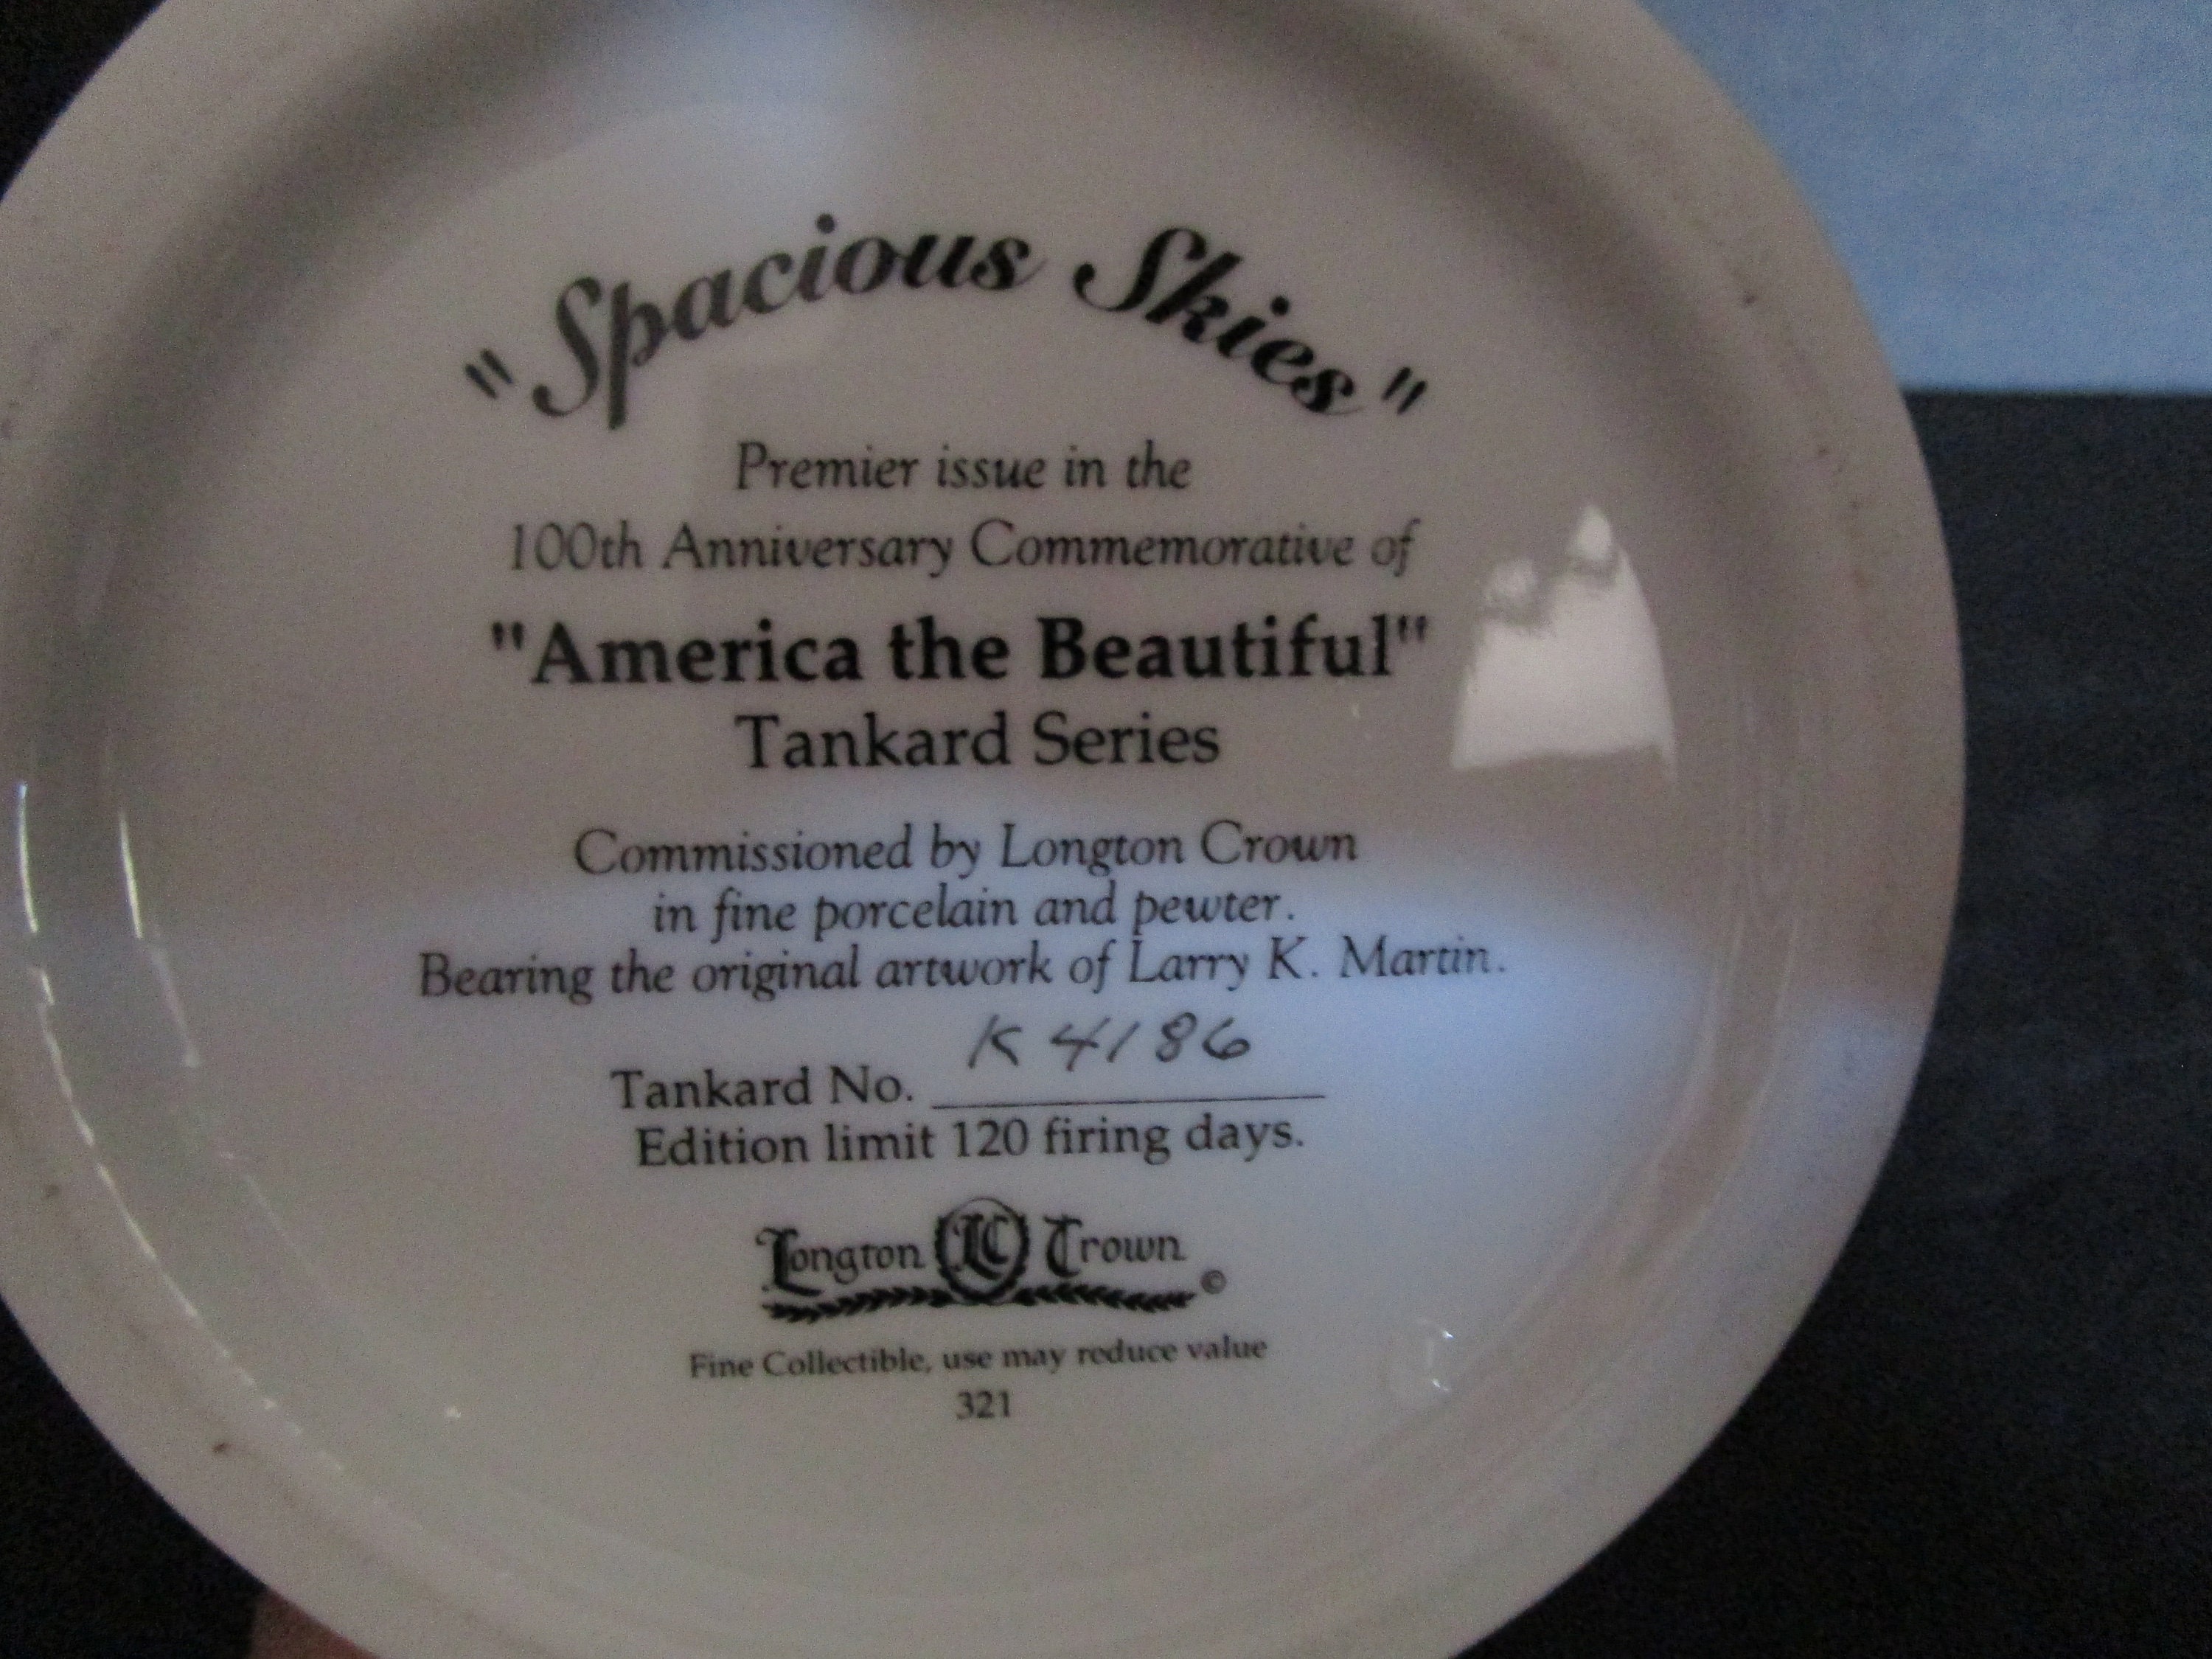 "Spacious Skies"
Premier issue in the
100th Anniversary Commemorative of
"America the Beautiful"
Tankard Series
Commissioned by Longton Crown
in fine porcelain and pewter.
Bearing the original artwork of Larry K. Martin.
Tankard No. K4186
Edition limit 120 firing days.
Longton LC Crown ©
Fine Collectible, use may reduce value
321